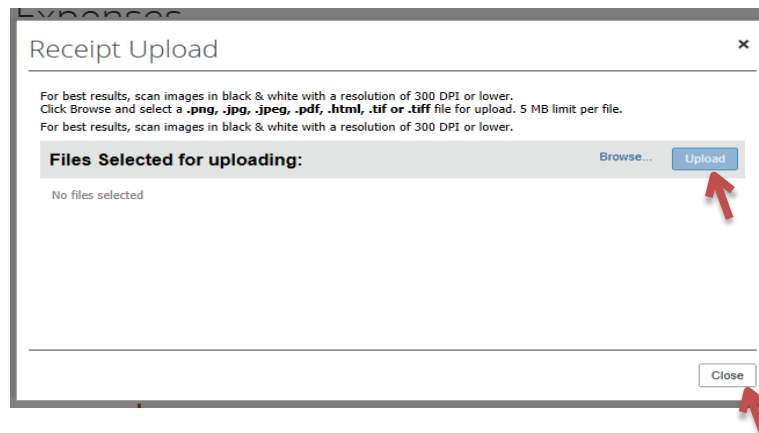 Expenses
Receipt Upload ×
For best results, scan images in black & white with a resolution of 300 DPI or lower.
Click Browse and select a .png, .jpg, .jpeg, .pdf, .html, .tif or .tiff file for upload. 5 MB limit per file.
For best results, scan images in black & white with a resolution of 300 DPI or lower.
Files Selected for uploading: Browse... Upload
No files selected
Close